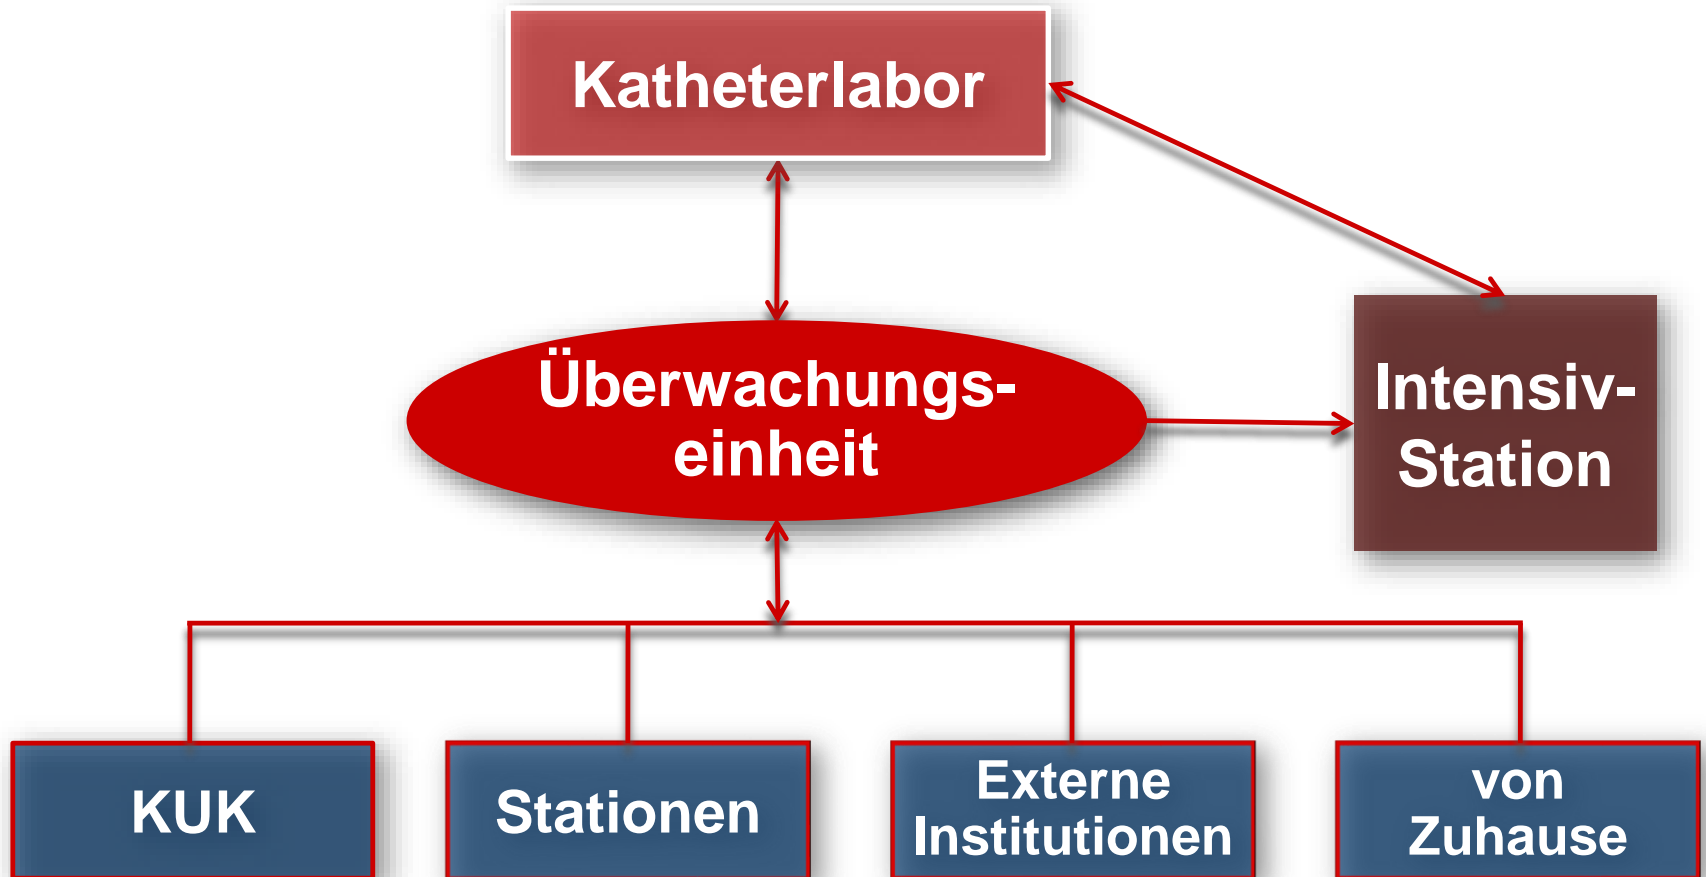 Katheterlabor
Überwachungs-
einheit
Intensiv-
Station
KUK
Stationen
Externe
Institutionen
von
Zuhause